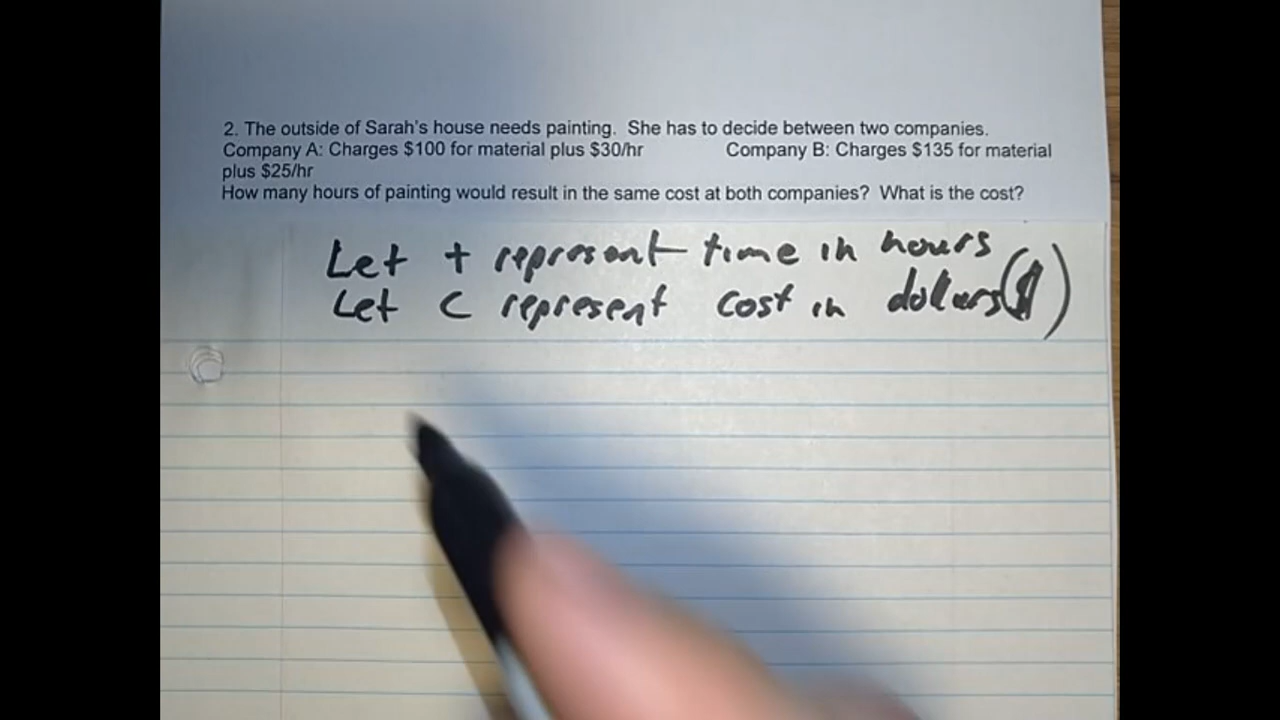 2. The outside of Sarah's house needs painting. She has to decide between two companies.
Company A: Charges $100 for material plus $30/hr Company B: Charges $135 for material
plus $25/hr
How many hours of painting would result in the same cost at both companies? What is the cost?
Let t represent time in hours
Let C represent cost in dollars($)